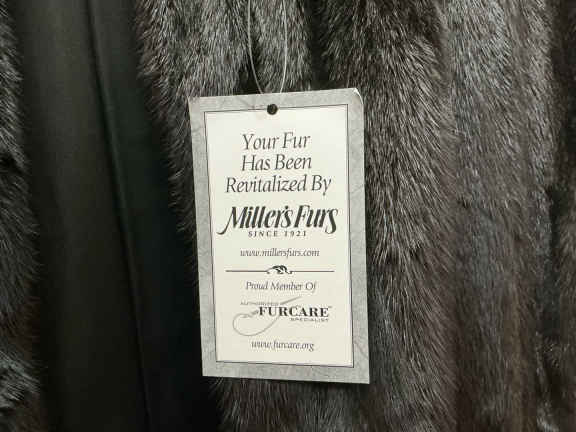 Your Fur
Has Been
Revitalized By
Miller's Furs
SINCE 1921
www.millersfurs.com
Proud Member Of
AUTHORIZED
FURCARE™
SPECIALIST
www.furcare.org